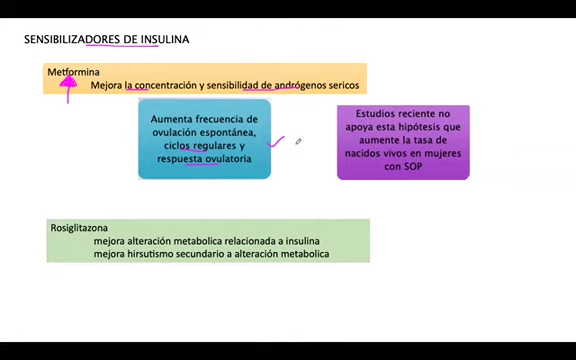 SENSIBILIZADORES DE INSULINA
Metformina
Mejora la concentración y sensibilidad de andrógenos sericos
Aumenta frecuencia de
ovulación espontánea,
ciclos regulares y
respuesta ovulatoria
Estudios reciente no
apoya esta hipótesis que
aumente la tasa de
nacidos vivos en mujeres
con SOP
Rosiglitazona
mejora alteración metabolica relacionada a insulina
mejora hirsutismo secundario a alteración metabolica